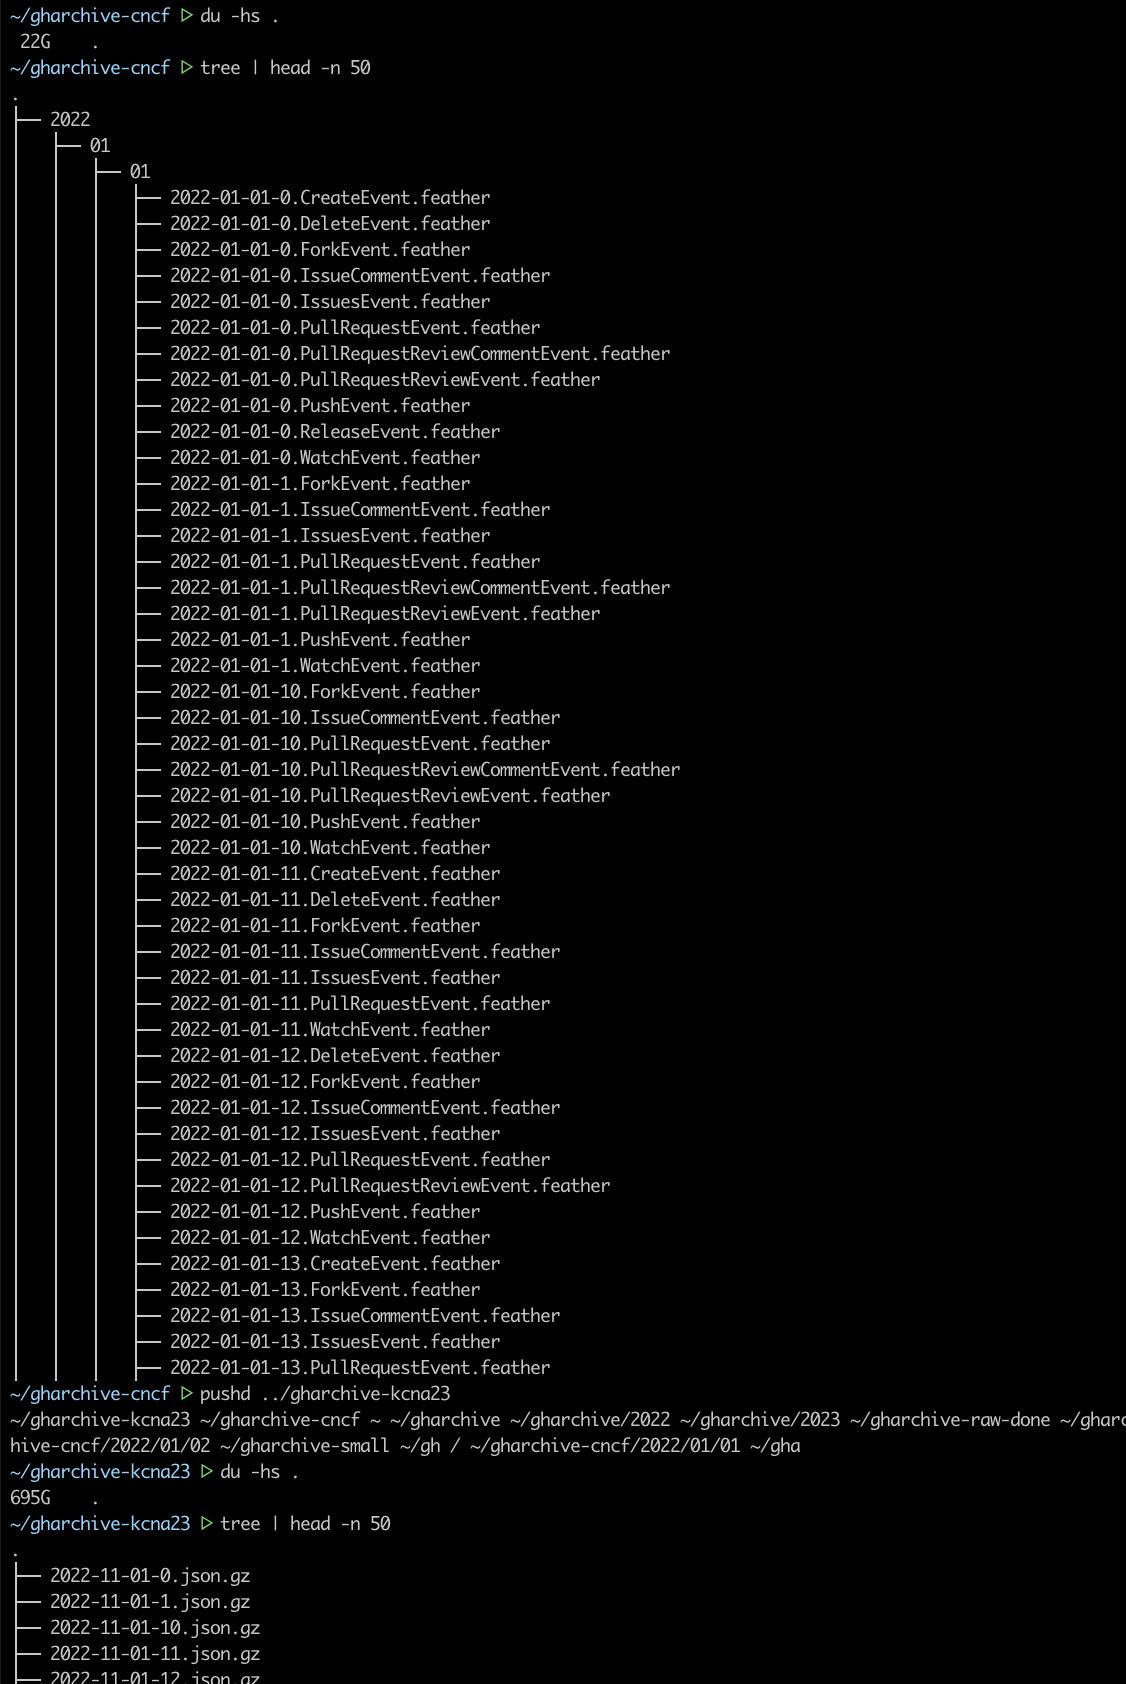 ~/gharchive-cncf ▷ du -hs .
 22G    .
~/gharchive-cncf ▷ tree | head -n 50
.
├── 2022
│   ├── 01
│   │   ├── 01
│   │   │   ├── 2022-01-01-0.CreateEvent.feather
│   │   │   ├── 2022-01-01-0.DeleteEvent.feather
│   │   │   ├── 2022-01-01-0.ForkEvent.feather
│   │   │   ├── 2022-01-01-0.IssueCommentEvent.feather
│   │   │   ├── 2022-01-01-0.IssuesEvent.feather
│   │   │   ├── 2022-01-01-0.PullRequestEvent.feather
│   │   │   ├── 2022-01-01-0.PullRequestReviewCommentEvent.feather
│   │   │   ├── 2022-01-01-0.PullRequestReviewEvent.feather
│   │   │   ├── 2022-01-01-0.PushEvent.feather
│   │   │   ├── 2022-01-01-0.ReleaseEvent.feather
│   │   │   ├── 2022-01-01-0.WatchEvent.feather
│   │   │   ├── 2022-01-01-1.ForkEvent.feather
│   │   │   ├── 2022-01-01-1.IssueCommentEvent.feather
│   │   │   ├── 2022-01-01-1.IssuesEvent.feather
│   │   │   ├── 2022-01-01-1.PullRequestEvent.feather
│   │   │   ├── 2022-01-01-1.PullRequestReviewCommentEvent.feather
│   │   │   ├── 2022-01-01-1.PullRequestReviewEvent.feather
│   │   │   ├── 2022-01-01-1.PushEvent.feather
│   │   │   ├── 2022-01-01-1.WatchEvent.feather
│   │   │   ├── 2022-01-01-10.ForkEvent.feather
│   │   │   ├── 2022-01-01-10.IssueCommentEvent.feather
│   │   │   ├── 2022-01-01-10.PullRequestEvent.feather
│   │   │   ├── 2022-01-01-10.PullRequestReviewCommentEvent.feather
│   │   │   ├── 2022-01-01-10.PullRequestReviewEvent.feather
│   │   │   ├── 2022-01-01-10.PushEvent.feather
│   │   │   ├── 2022-01-01-10.WatchEvent.feather
│   │   │   ├── 2022-01-01-11.CreateEvent.feather
│   │   │   ├── 2022-01-01-11.DeleteEvent.feather
│   │   │   ├── 2022-01-01-11.ForkEvent.feather
│   │   │   ├── 2022-01-01-11.IssueCommentEvent.feather
│   │   │   ├── 2022-01-01-11.IssuesEvent.feather
│   │   │   ├── 2022-01-01-11.PullRequestEvent.feather
│   │   │   ├── 2022-01-01-11.WatchEvent.feather
│   │   │   ├── 2022-01-01-12.DeleteEvent.feather
│   │   │   ├── 2022-01-01-12.ForkEvent.feather
│   │   │   ├── 2022-01-01-12.IssueCommentEvent.feather
│   │   │   ├── 2022-01-01-12.IssuesEvent.feather
│   │   │   ├── 2022-01-01-12.PullRequestEvent.feather
│   │   │   ├── 2022-01-01-12.PullRequestReviewEvent.feather
│   │   │   ├── 2022-01-01-12.PushEvent.feather
│   │   │   ├── 2022-01-01-12.WatchEvent.feather
│   │   │   ├── 2022-01-01-13.CreateEvent.feather
│   │   │   ├── 2022-01-01-13.ForkEvent.feather
│   │   │   ├── 2022-01-01-13.IssueCommentEvent.feather
│   │   │   ├── 2022-01-01-13.IssuesEvent.feather
│   │   │   ├── 2022-01-01-13.PullRequestEvent.feather
~/gharchive-cncf ▷ pushd ../gharchive-kcna23
~/gharchive-kcna23 ~/gharchive-cncf ~ ~/gharchive ~/gharchive/2022 ~/gharchive/2023 ~/gharchive-raw-done ~/gharc
hive-cncf/2022/01/02 ~/gharchive-small ~/gh / ~/gharchive-cncf/2022/01/01 ~/gha
~/gharchive-kcna23 ▷ du -hs .
695G    .
~/gharchive-kcna23 ▷ tree | head -n 50
.
├── 2022-11-01-0.json.gz
├── 2022-11-01-1.json.gz
├── 2022-11-01-10.json.gz
├── 2022-11-01-11.json.gz
├── 2022-11-01-12.json.gz